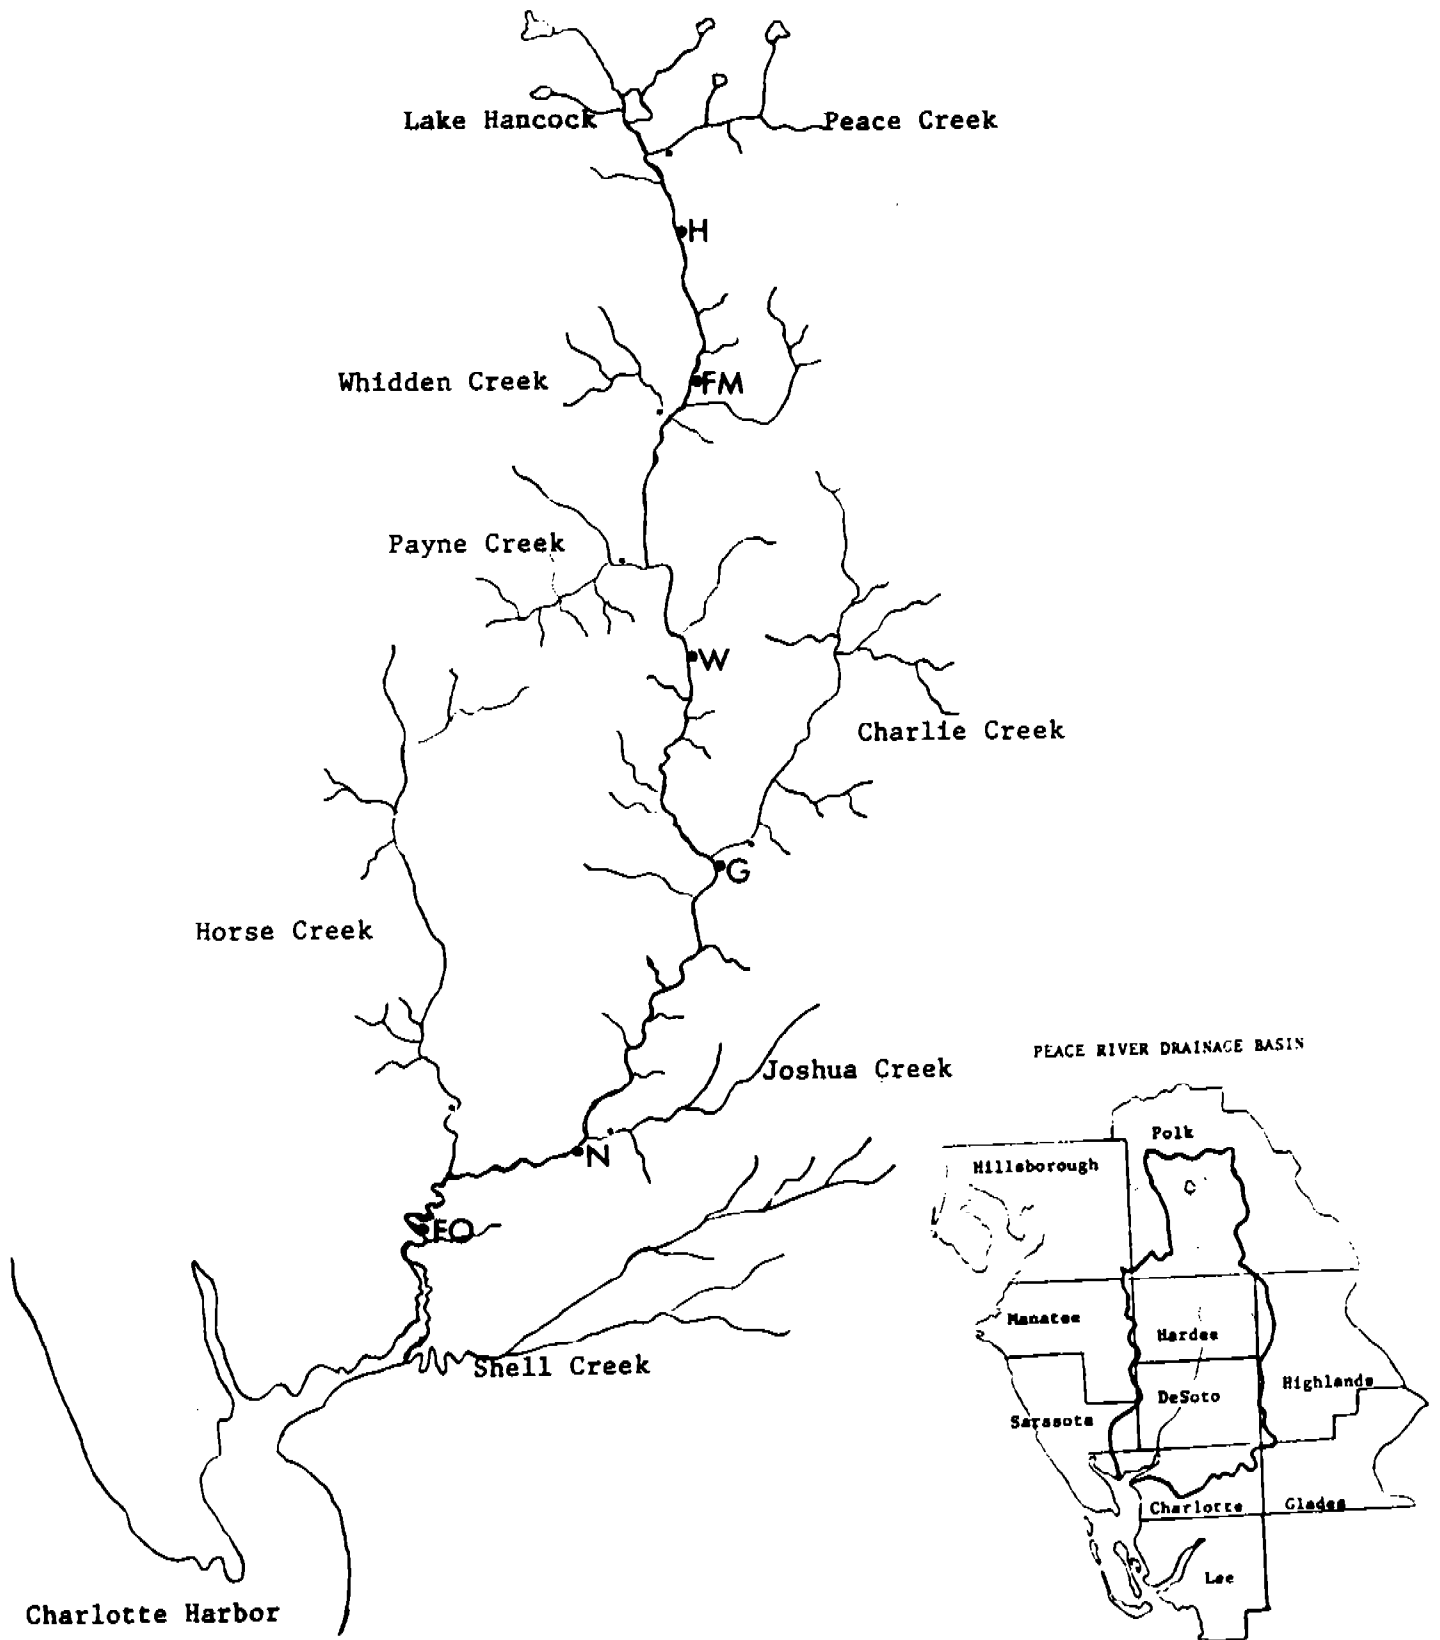 Lake Hancock
Peace Creek
H
Whidden Creek
FM
Payne Creek
W
Charlie Creek
G
Horse Creek
Joshua Creek
N
FO
Shell Creek
Charlotte Harbor
PEACE RIVER DRAINAGE BASIN
Polk
Hillsborough
Manatee
Hardee
Highlands
DeSoto
Sarasota
Charlotte
Glades
Lee